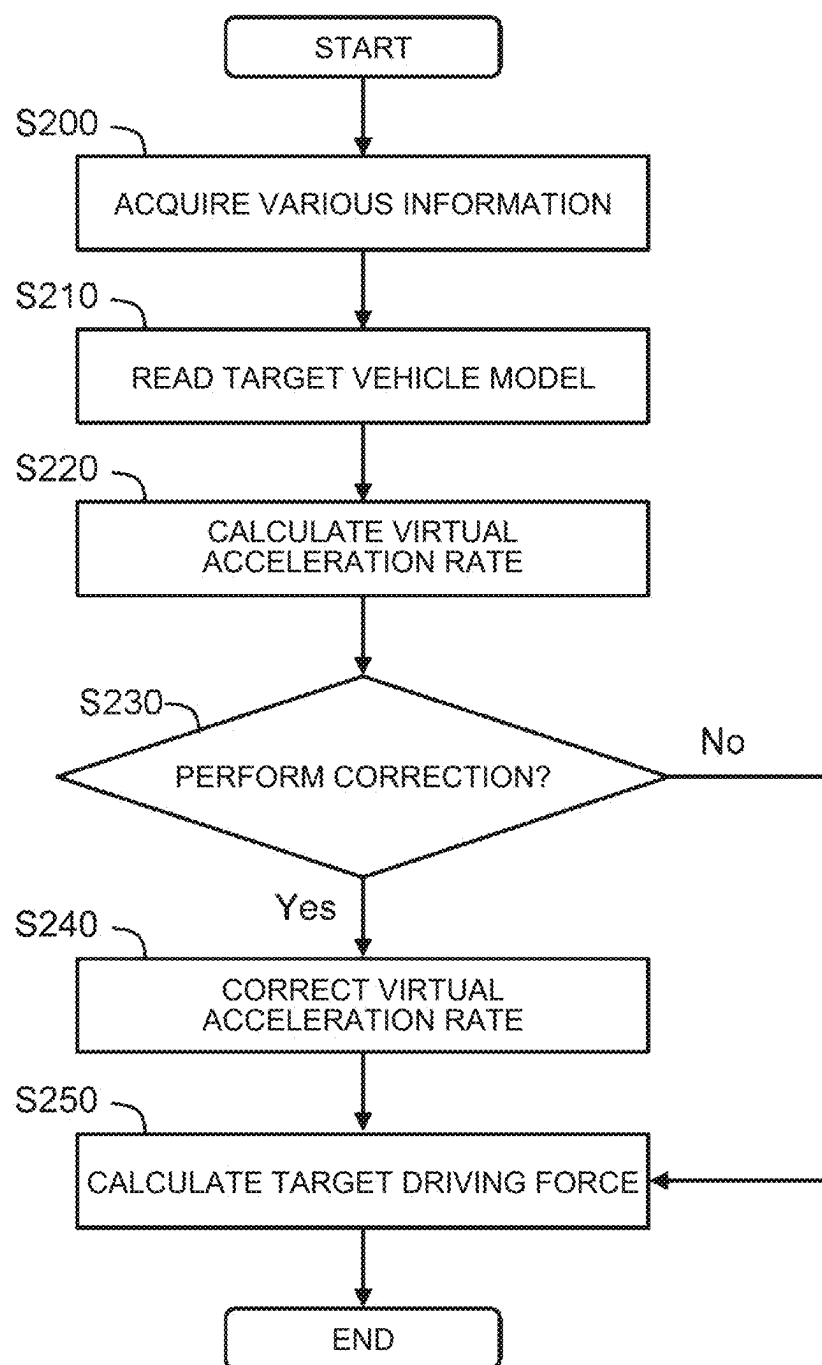 START
S200
ACQUIRE VARIOUS INFORMATION
S210
READ TARGET VEHICLE MODEL
S220
CALCULATE VIRTUAL
ACCELERATION RATE
S230
PERFORM CORRECTION?
No
Yes
S240
CORRECT VIRTUAL
ACCELERATION RATE
S250
CALCULATE TARGET DRIVING FORCE
END